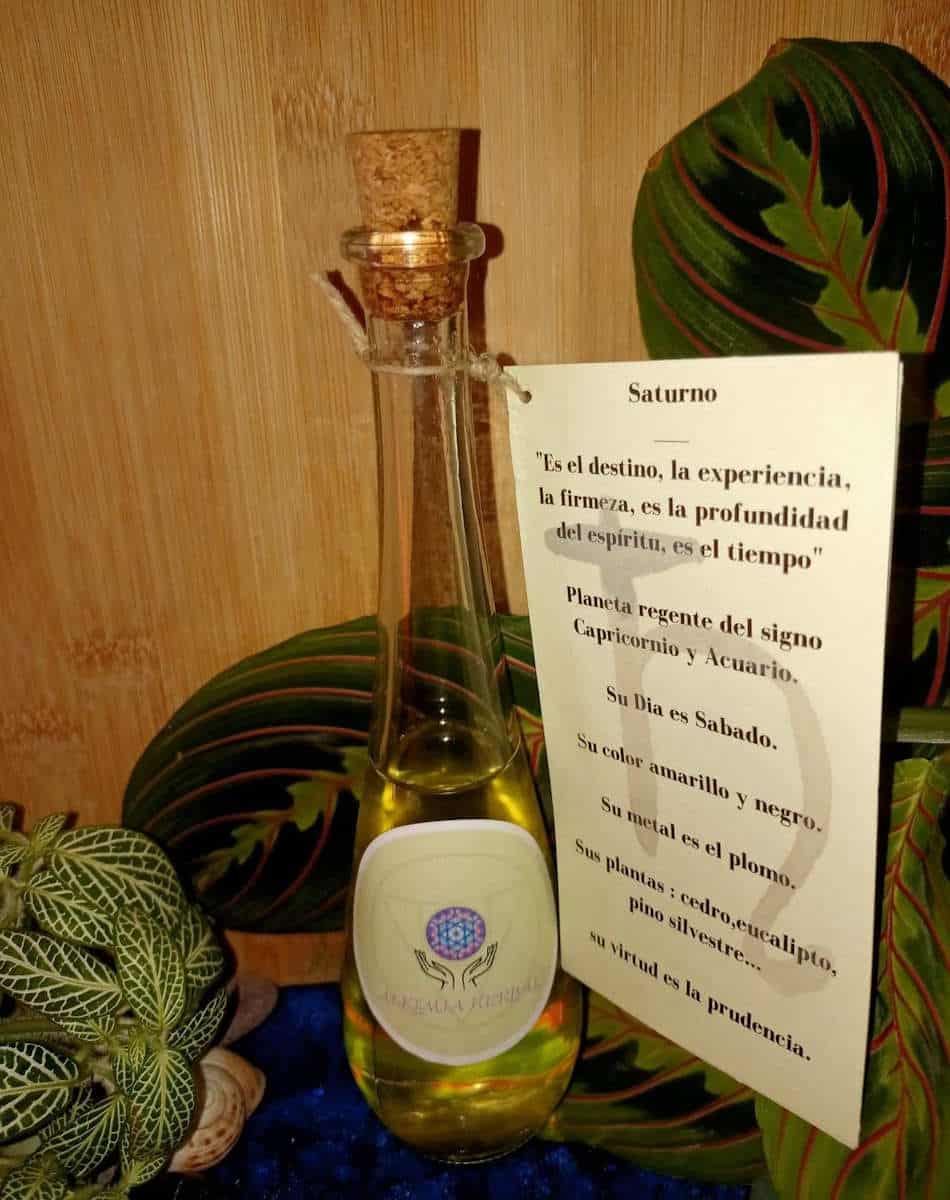 Saturno
"Es el destino, la experiencia,
la firmeza, es la profundidad
del espíritu, es el tiempo"
Planeta regente del signo
Capricornio y Acuario.
Su Dia es Sabado.
Su color amarillo y negro.
Su metal es el plomo.
Sus plantas : cedro,eucalipto,
pino silvestre...
su virtud es la prudencia.